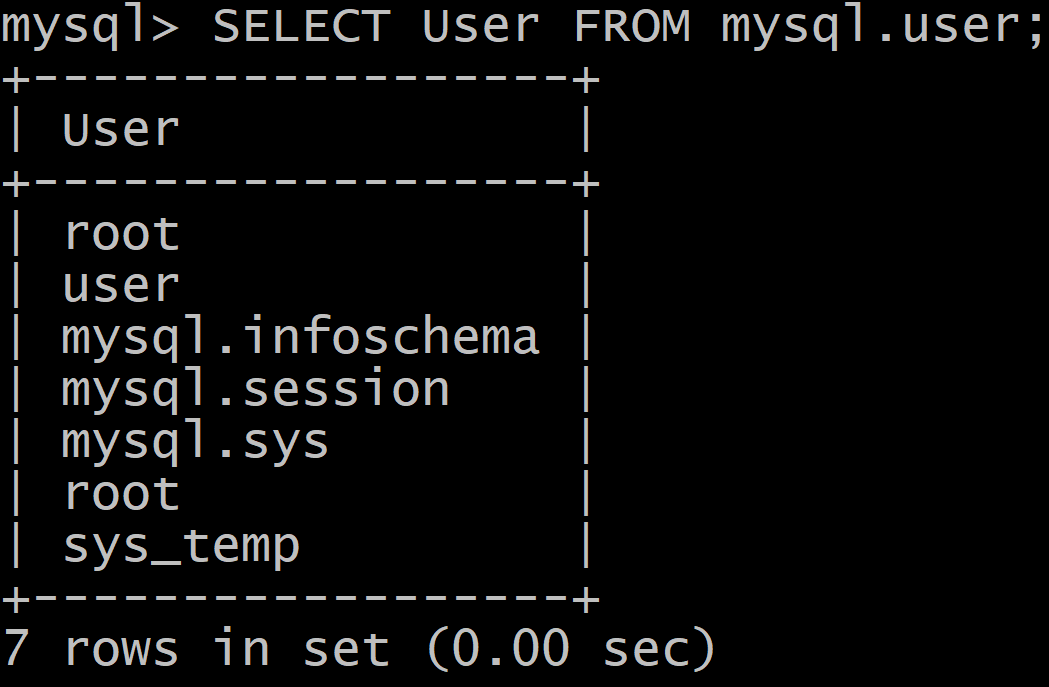 mysql> SELECT User FROM mysql.user;
+------------------+
| User             |
+------------------+
| root             |
| user             |
| mysql.infoschema |
| mysql.session    |
| mysql.sys        |
| root             |
| sys_temp         |
+------------------+
7 rows in set (0.00 sec)